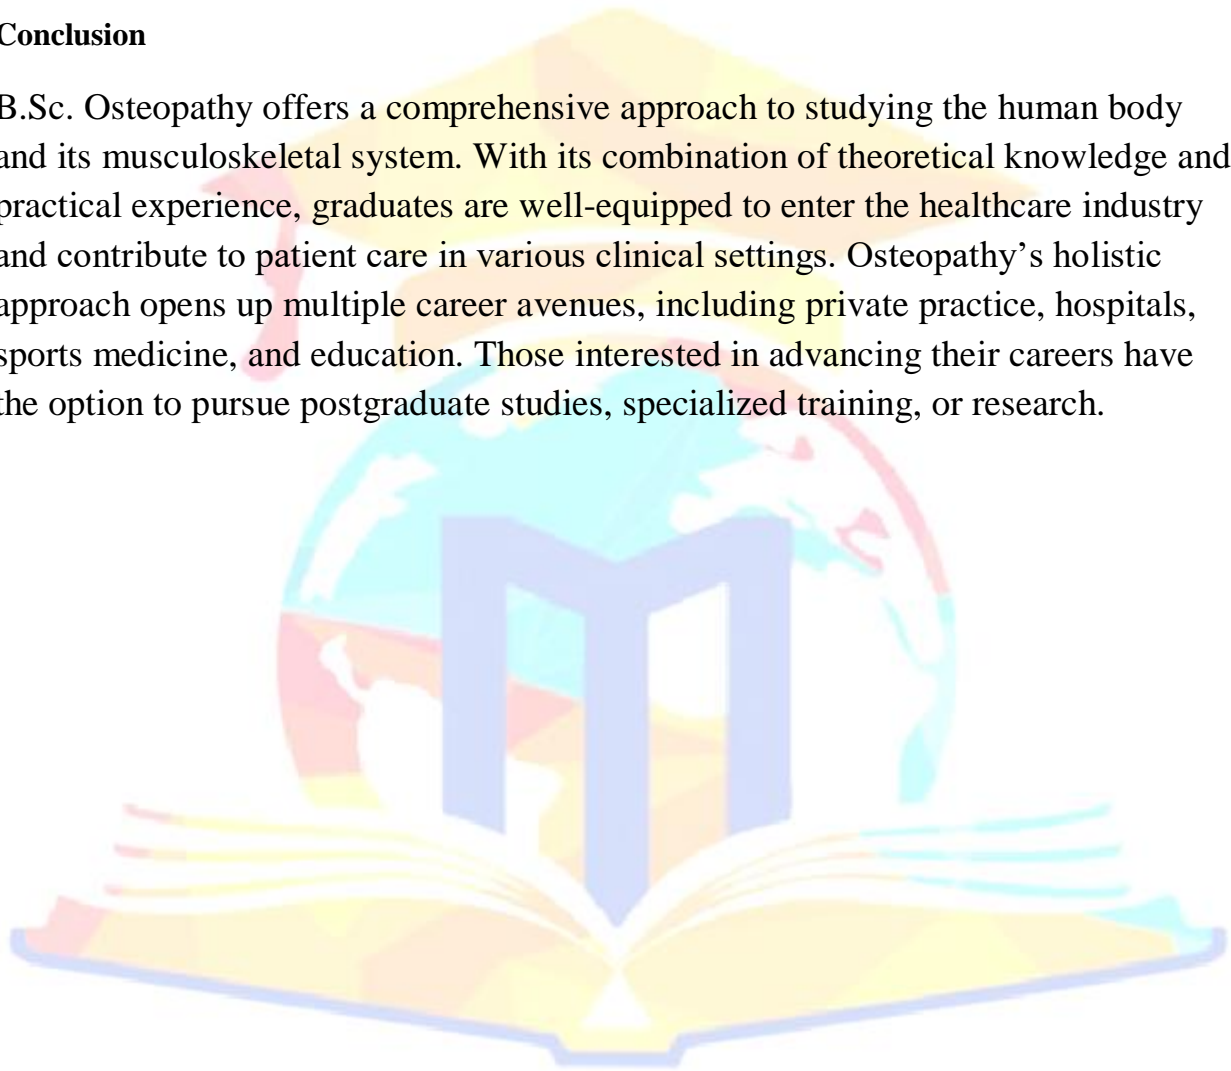 Conclusion
B.Sc. Osteopathy offers a comprehensive approach to studying the human body
and its musculoskeletal system. With its combination of theoretical knowledge and
practical experience, graduates are well-equipped to enter the healthcare industry
and contribute to patient care in various clinical settings. Osteopathy’s holistic
approach opens up multiple career avenues, including private practice, hospitals,
sports medicine, and education. Those interested in advancing their careers have
the option to pursue postgraduate studies, specialized training, or research.